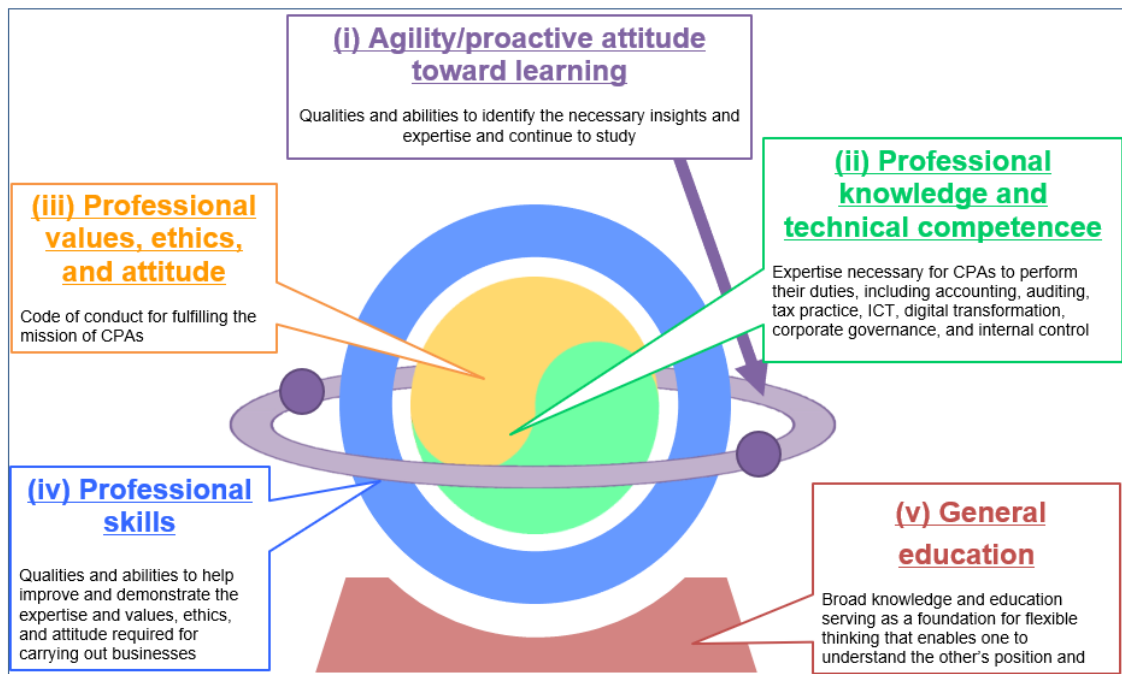 (i) Agility/proactive attitude
toward learning
Qualities and abilities to identify the necessary insights and
expertise and continue to study
(ii) Professional
knowledge and
technical competencee
Expertise necessary for CPAs to perform
their duties, including accounting, auditing,
tax practice, ICT, digital transformation,
corporate governance, and internal control
(iii) Professional
values, ethics,
and attitude
Code of conduct for fulfilling the
mission of CPAs
(iv) Professional
skills
Qualities and abilities to help
improve and demonstrate the
expertise and values, ethics,
and attitude required for
carrying out businesses
(v) General
education
Broad knowledge and education
serving as a foundation for flexible
thinking that enables one to
understand the other’s position and